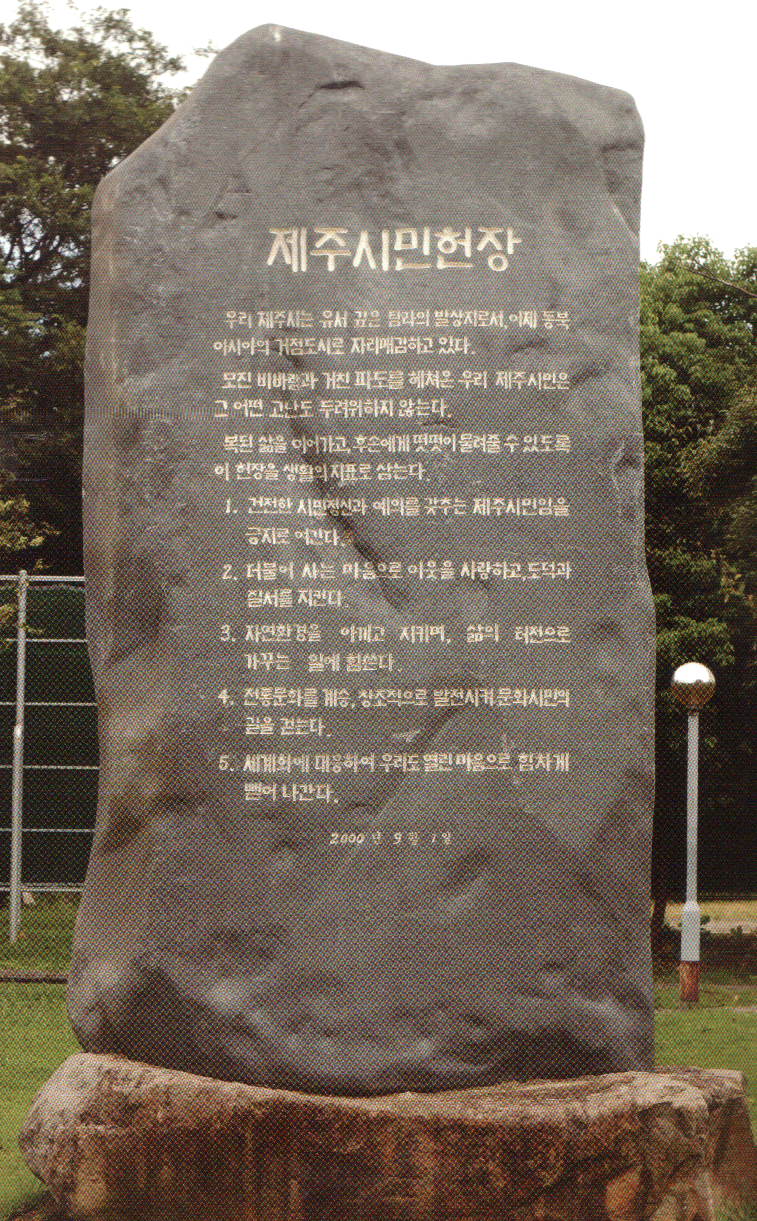 제주시민헌장
우리 제주시는 유서 깊은 탐라의 발상지로서, 이제 동북
아시아의 거점도시로 자리매김하고 있다.
모진 비바람과 거친 파도를 헤쳐온 우리 제주시민은
그 어떤 고난도 두려워하지 않는다.
복된 삶을 이어가고, 후손에게 떳떳이 물려줄 수 있도록
이 헌장을 생활의 지표로 삼는다.
1. 건전한 시민정신과 예의를 갖추는 제주시민임을
긍지로 여긴다.
2. 더불어 사는 마음으로 이웃을 사랑하고, 도덕과
질서를 지킨다.
3. 자연환경을 아끼고 지키며, 삶의 터전으로
가꾸는 일에 힘쓴다.
4. 전통문화를 계승, 창조적으로 발전시켜 문화시민의
길을 걷는다.
5. 세계화에 대응하여 우리도 열린 마음으로 힘차게
뻗어 나간다.
2000년 9월 1일